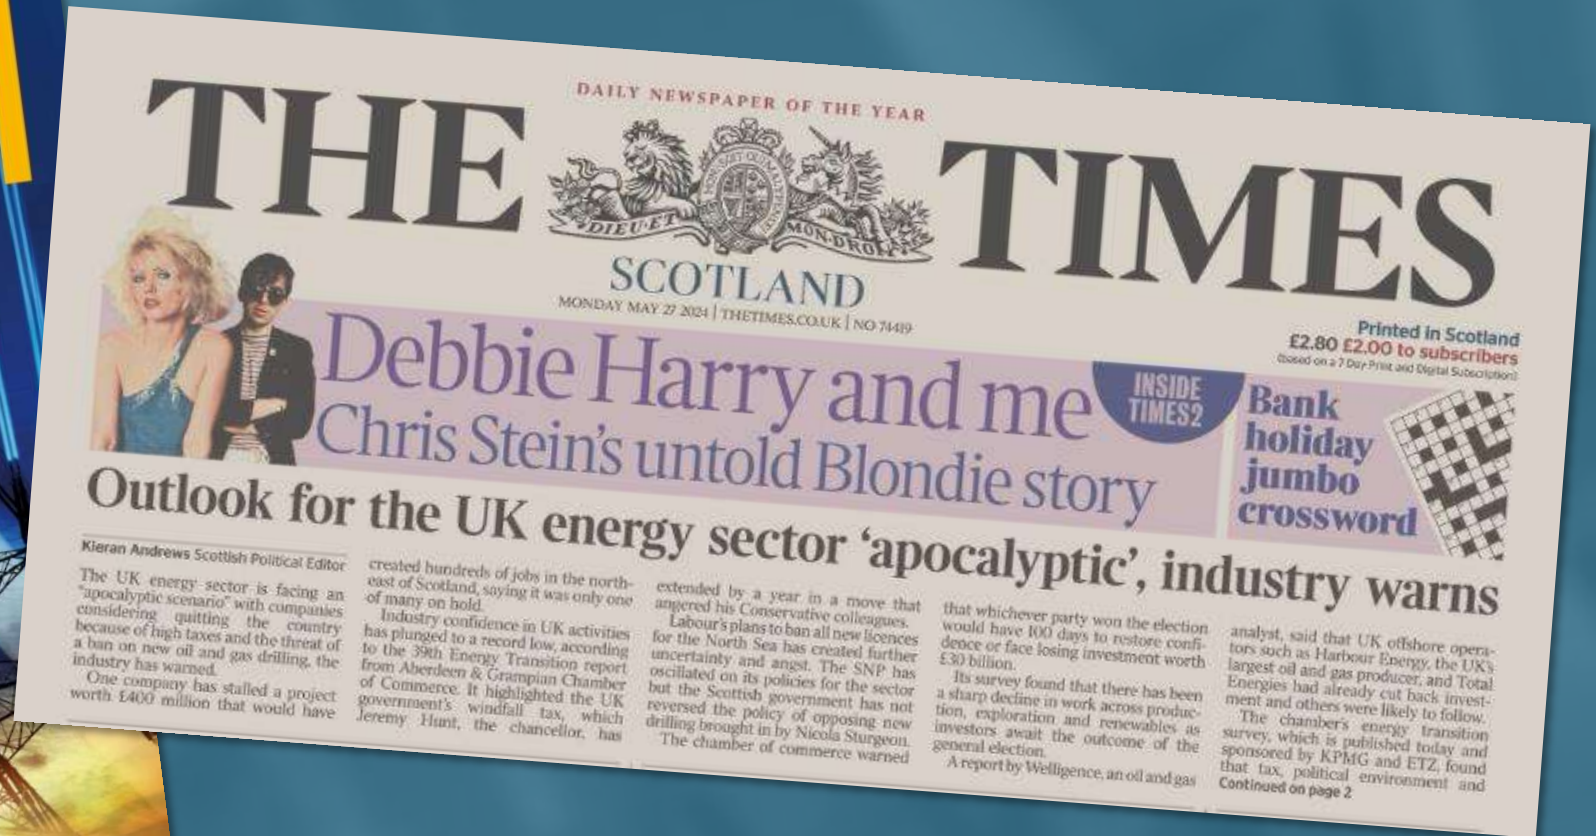 DAILY NEWSPAPER OF THE YEAR
THE TIMES
DIEU·ET MON·DROIT
SCOTLAND
MONDAY MAY 27 2024 | THETIMES.CO.UK | NO 74419
Printed in Scotland
£2.80 £2.00 to subscribers
(based on a 7 Day Print and Digital Subscription)
Debbie Harry and me
Chris Stein's untold Blondie story
INSIDE
TIMES2
Bank
holiday
jumbo
crossword
Outlook for the UK energy sector 'apocalyptic', industry warns
Kieran Andrews Scottish Political Editor
The UK energy sector is facing an
"apocalyptic scenario" with companies
considering quitting the country
because of high taxes and the threat of
a ban on new oil and gas drilling, the
industry has warned.
One company has stalled a project
worth £400 million that would have
created hundreds of jobs in the north-
east of Scotland, saying it was only one
of many on hold.
Industry confidence in UK activities
has plunged to a record low, according
to the 39th Energy Transition report
from Aberdeen & Grampian Chamber
of Commerce. It highlighted the UK
government's windfall tax, which
Jeremy Hunt, the chancellor, has
extended by a year in a move that
angered his Conservative colleagues.
Labour's plans to ban all new licences
for the North Sea has created further
uncertainty and angst. The SNP has
oscillated on its policies for the sector
but the Scottish government has not
reversed the policy of opposing new
drilling brought in by Nicola Sturgeon.
The chamber of commerce warned
that whichever party won the election
would have 100 days to restore confi-
dence or face losing investment worth
£30 billion.
Its survey found that there has been
a sharp decline in work across produc-
tion, exploration and renewables as
investors await the outcome of the
general election.
A report by Welligence, an oil and gas
analyst, said that UK offshore opera-
tors such as Harbour Energy, the UK's
largest oil and gas producer, and Total
Energies had already cut back invest-
ment and others were likely to follow.
The chamber's energy transition
survey, which is published today and
sponsored by KPMG and ETZ, found
that tax, political environment and
Continued on page 2